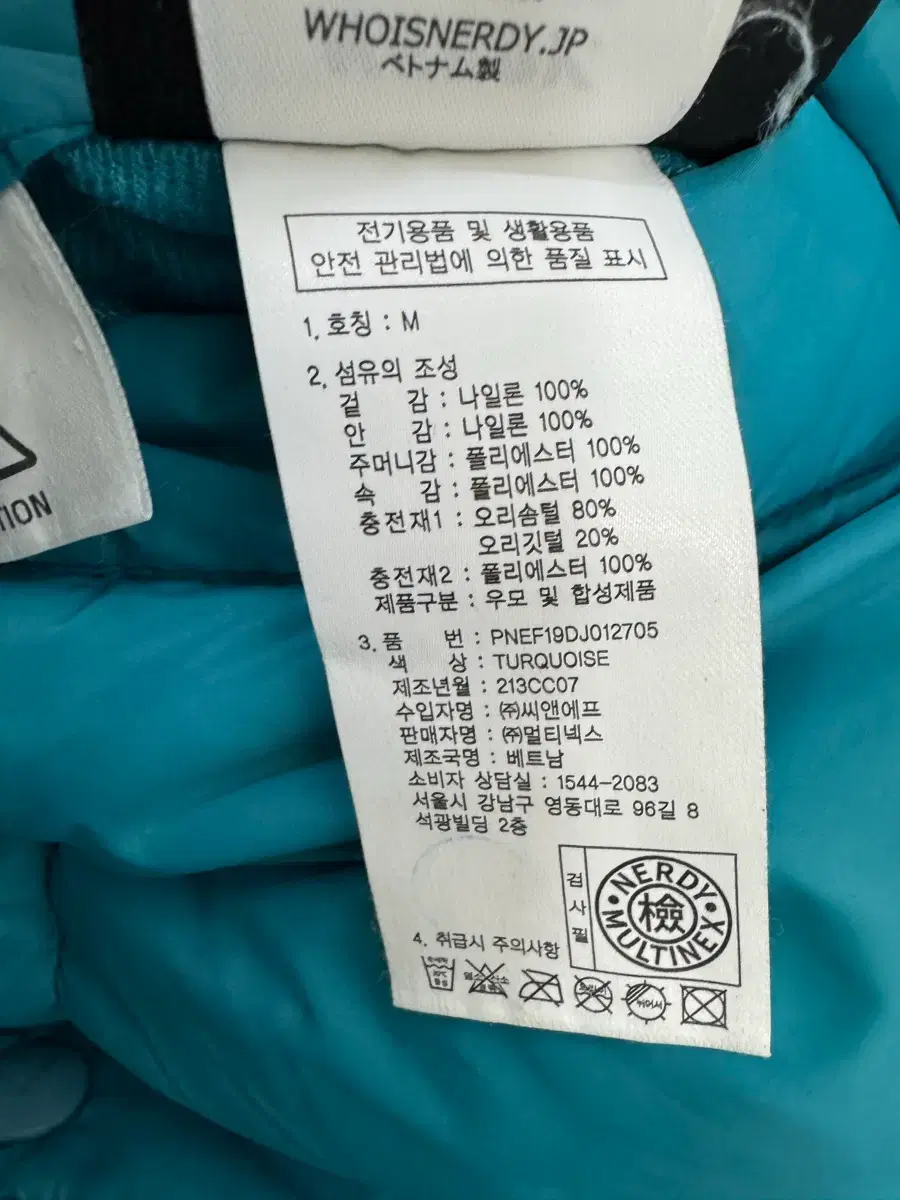 WHOISNERDY.JP
ベトナム製
전기용품 및 생활용품
안전 관리법에 의한 품질 표시
1. 호칭 : M
2. 섬유의 조성
겉 감 : 나일론 100%
안 감 : 나일론 100%
주머니감 : 폴리에스터 100%
속 감 : 폴리에스터 100%
충전재1 : 오리솜털 80%
오리깃털 20%
충전재2 : 폴리에스터 100%
제품구분 : 우모 및 합성제품
3. 품 번 : PNEF19DJ012705
색 상 : TURQUOISE
제조년월 : 213CC07
수입자명 : ㈜씨앤에프
판매자명 : ㈜멀티넥스
제조국명 : 베트남
소비자 상담실 : 1544-2083
서울시 강남구 영동대로 96길 8
석광빌딩 2층
검사필
NERDY
檢
MULTINEX
4. 취급시 주의사항
TION